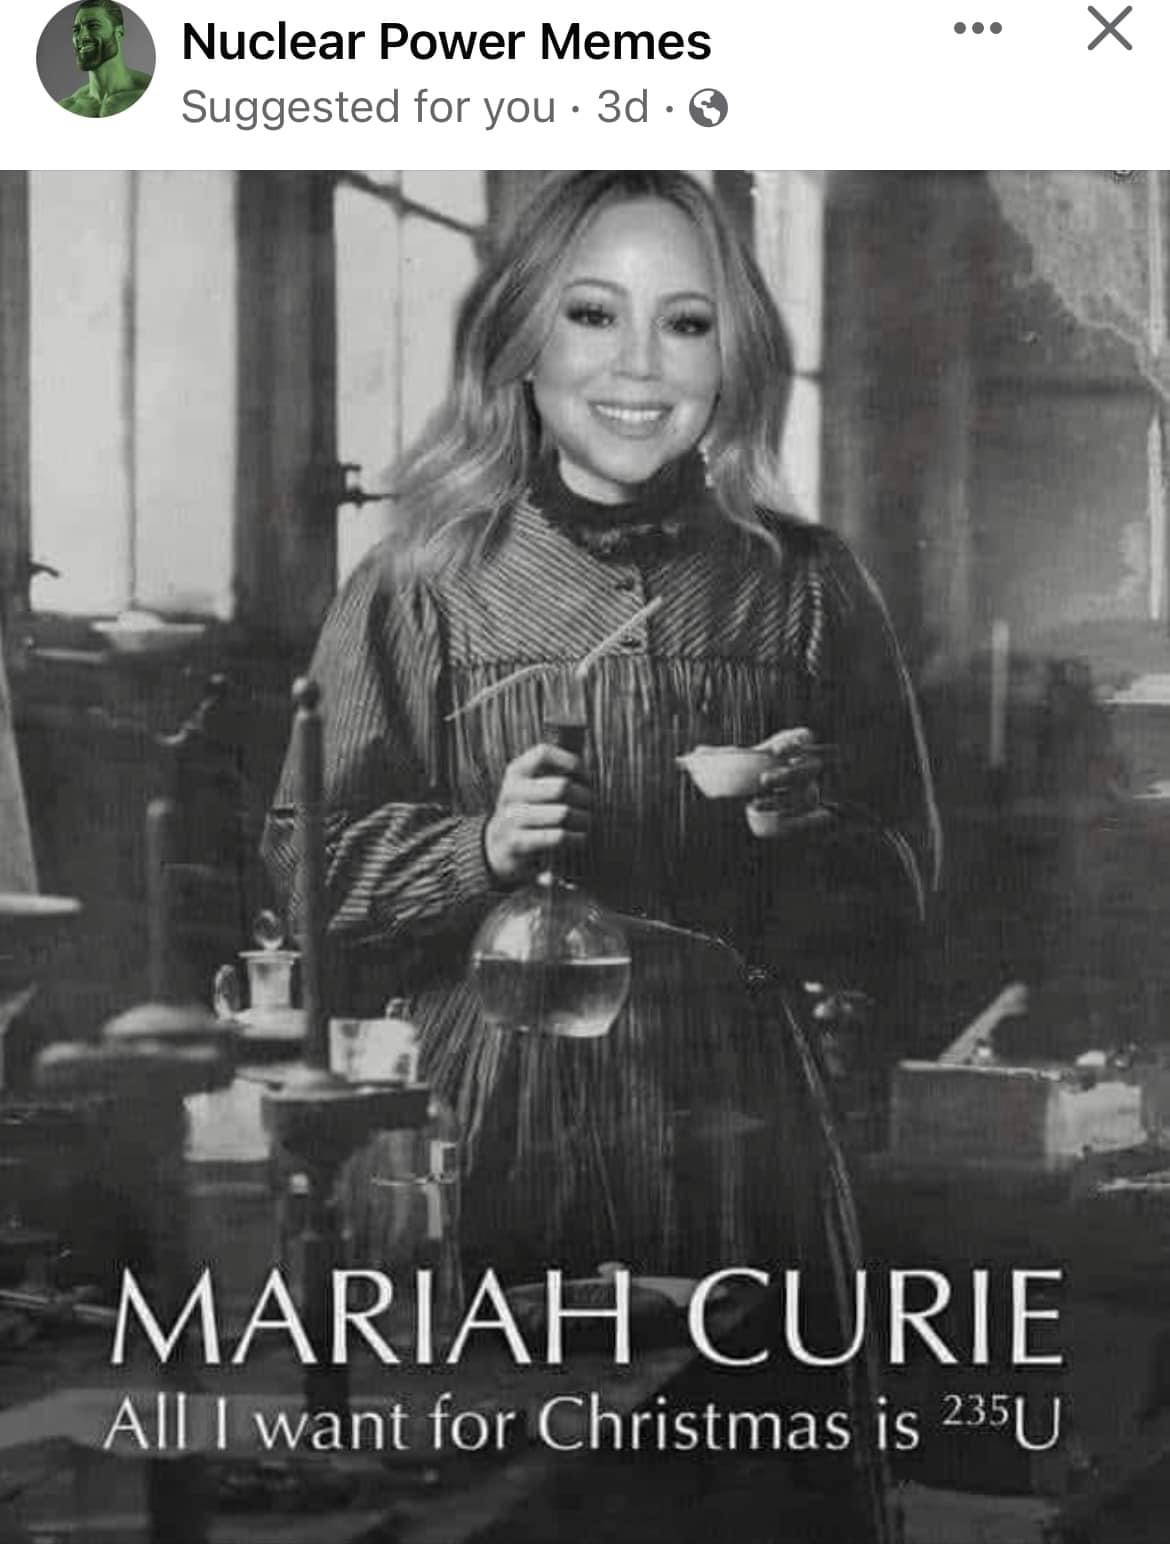 Nuclear Power Memes
Suggested for you · 3d ·
MARIAH CURIE
All I want for Christmas is ²³⁵U